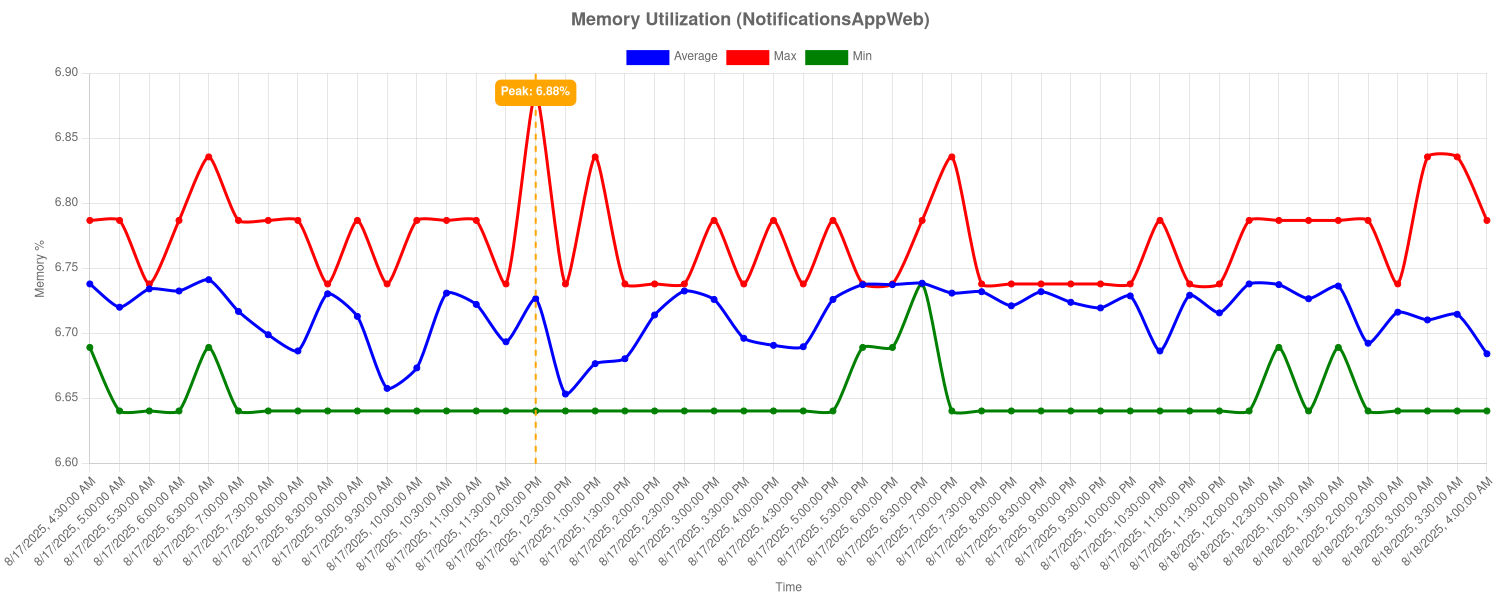 Memory Utilization (NotificationsAppWeb)
Average
Max
Min
Peak: 6.88%
6.90
6.85
6.80
6.75
6.70
6.65
6.60
Memory %
8/17/2025, 4:30:00 AM
8/17/2025, 5:00:00 AM
8/17/2025, 5:30:00 AM
8/17/2025, 6:00:00 AM
8/17/2025, 6:30:00 AM
8/17/2025, 7:00:00 AM
8/17/2025, 7:30:00 AM
8/17/2025, 8:00:00 AM
8/17/2025, 8:30:00 AM
8/17/2025, 9:00:00 AM
8/17/2025, 9:30:00 AM
8/17/2025, 10:00:00 AM
8/17/2025, 10:30:00 AM
8/17/2025, 11:00:00 AM
8/17/2025, 11:30:00 AM
8/17/2025, 12:00:00 PM
8/17/2025, 12:30:00 PM
8/17/2025, 1:00:00 PM
8/17/2025, 1:30:00 PM
8/17/2025, 2:00:00 PM
8/17/2025, 2:30:00 PM
8/17/2025, 3:00:00 PM
8/17/2025, 3:30:00 PM
8/17/2025, 4:00:00 PM
8/17/2025, 4:30:00 PM
8/17/2025, 5:00:00 PM
8/17/2025, 5:30:00 PM
8/17/2025, 6:00:00 PM
8/17/2025, 6:30:00 PM
8/17/2025, 7:00:00 PM
8/17/2025, 7:30:00 PM
8/17/2025, 8:00:00 PM
8/17/2025, 8:30:00 PM
8/17/2025, 9:00:00 PM
8/17/2025, 9:30:00 PM
8/17/2025, 10:00:00 PM
8/17/2025, 10:30:00 PM
8/17/2025, 11:00:00 PM
8/17/2025, 11:30:00 PM
8/18/2025, 12:00:00 AM
8/18/2025, 12:30:00 AM
8/18/2025, 1:00:00 AM
8/18/2025, 1:30:00 AM
8/18/2025, 2:00:00 AM
8/18/2025, 2:30:00 AM
8/18/2025, 3:00:00 AM
8/18/2025, 3:30:00 AM
8/18/2025, 4:00:00 AM
Time